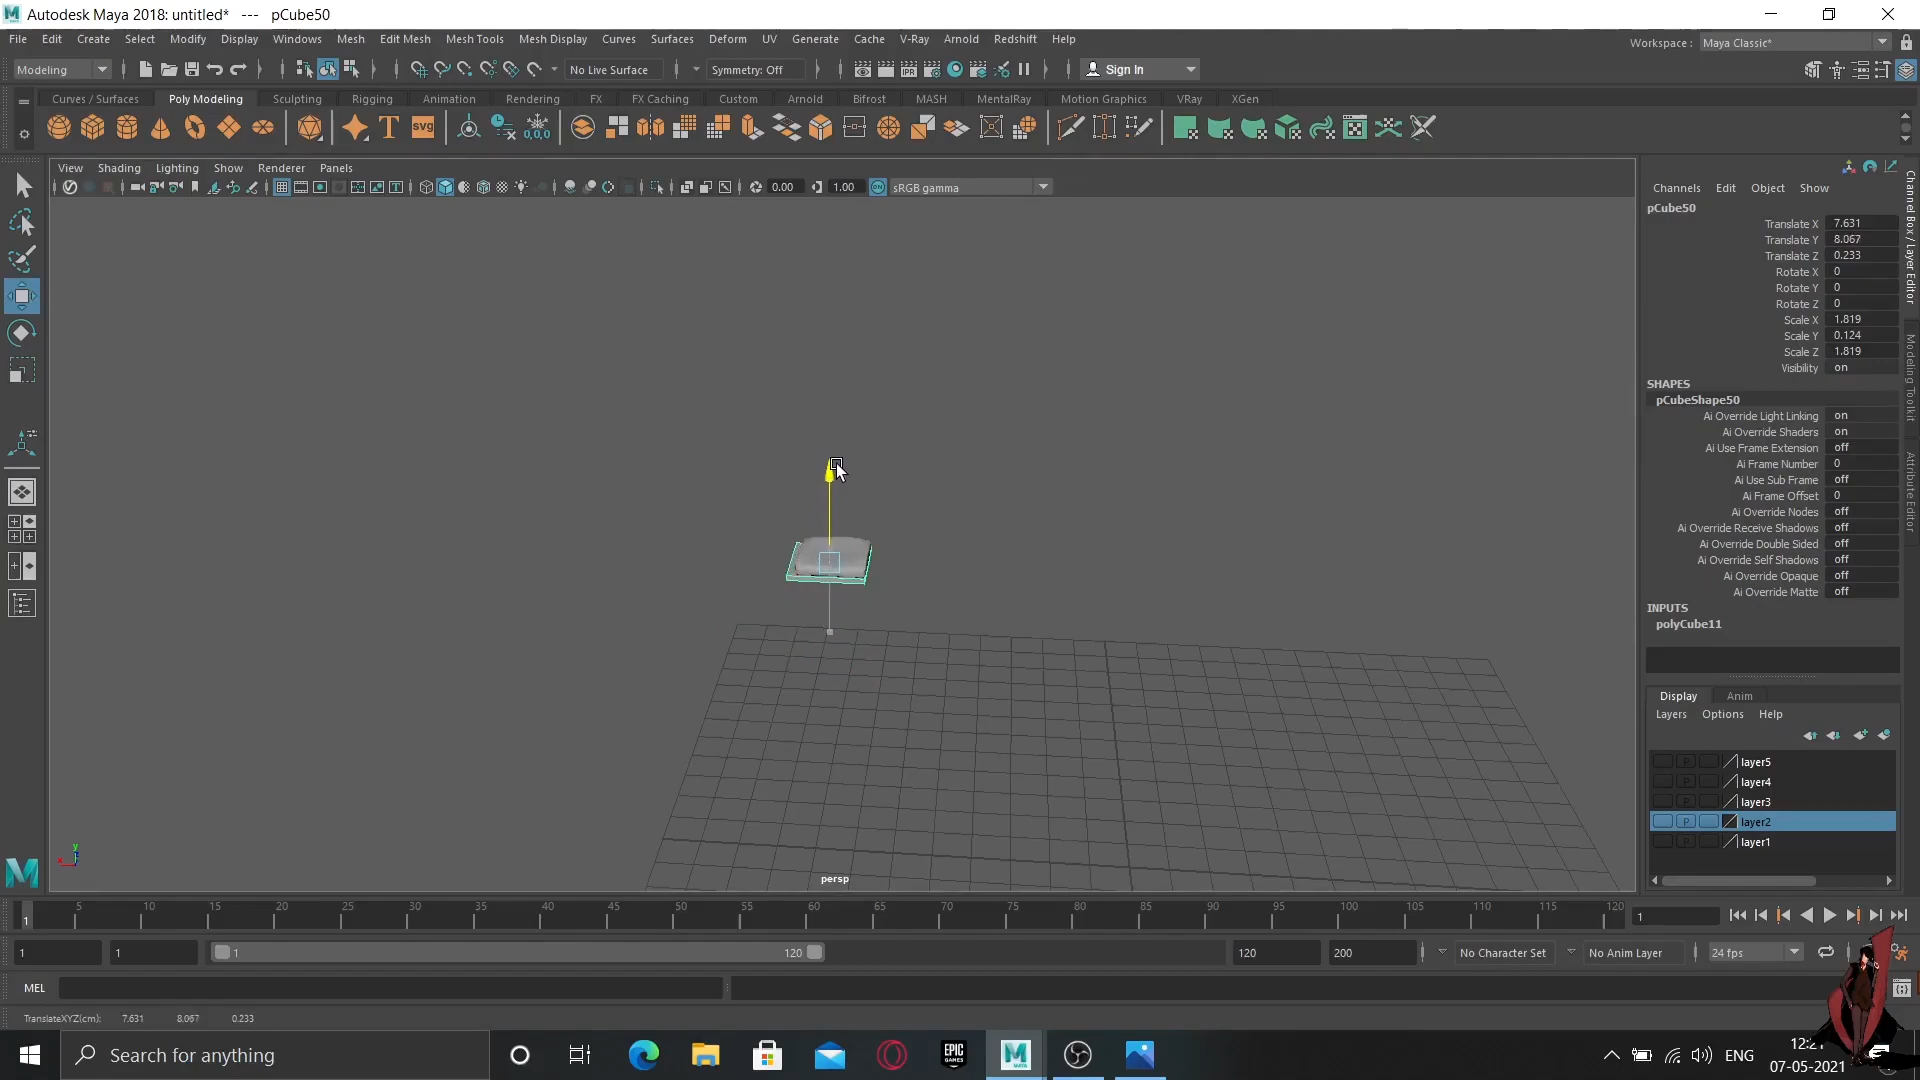 Autodesk Maya 2018: untitled* --- pCube50
File Edit Create Select Modify Display Windows Mesh Edit Mesh Mesh Tools Mesh Display Curves Surfaces Deform UV Generate Cache V-Ray Arnold Redshift Help
Workspace : Maya Classic*
Modeling No Live Surface Symmetry: Off Sign In
Curves / Surfaces Poly Modeling Sculpting Rigging Animation Rendering FX FX Caching Custom Arnold Bifrost MASH MentalRay Motion Graphics VRay XGen
View Shading Lighting Show Renderer Panels
0.00 1.00 sRGB gamma
Channels Edit Object Show
pCube50
Translate X 7.631
Translate Y 8.067
Translate Z 0.233
Rotate X 0
Rotate Y 0
Rotate Z 0
Scale X 1.819
Scale Y 0.124
Scale Z 1.819
Visibility on
SHAPES
pCubeShape50
Ai Override Light Linking on
Ai Override Shaders on
Ai Use Frame Extension off
Ai Frame Number 0
Ai Use Sub Frame off
Ai Frame Offset 0
Ai Override Nodes off
Ai Override Receive Shadows off
Ai Override Double Sided off
Ai Override Self Shadows off
Ai Override Opaque off
Ai Override Matte off
INPUTS
polyCube11
Channel Box / Layer Editor
Modeling Toolkit
Attribute Editor
Display Anim
Layers Options Help
P layer5
P layer4
P layer3
P layer2
P layer1
persp
1 5 10 15 20 25 30 35 40 45 50 55 60 65 70 75 80 85 90 95 100 105 110 115 120 1
1 1 1 120 120 200 No Character Set No Anim Layer 24 fps
MEL
TranslateXYZ(cm): 7.631 8.067 0.233
Search for anything
EPIC GAMES
ENG
07-05-2021